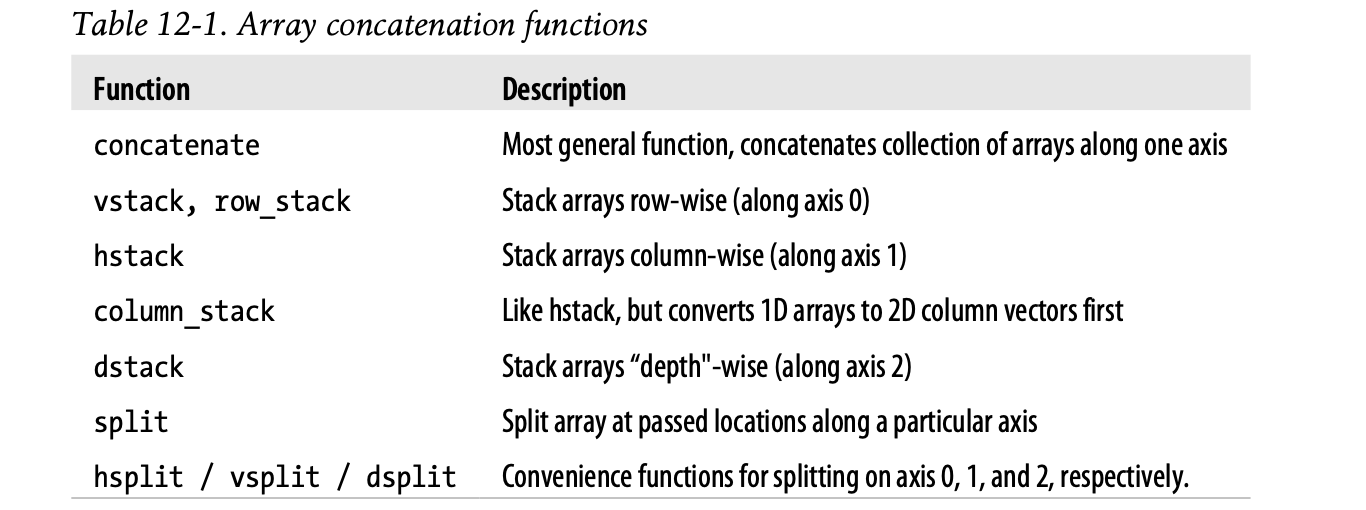 Table 12-1. Array concatenation functions
Function Description
concatenate Most general function, concatenates collection of arrays along one axis
vstack, row_stack Stack arrays row-wise (along axis 0)
hstack Stack arrays column-wise (along axis 1)
column_stack Like hstack, but converts 1D arrays to 2D column vectors first
dstack Stack arrays “depth"-wise (along axis 2)
split Split array at passed locations along a particular axis
hsplit / vsplit / dsplit Convenience functions for splitting on axis 0, 1, and 2, respectively.